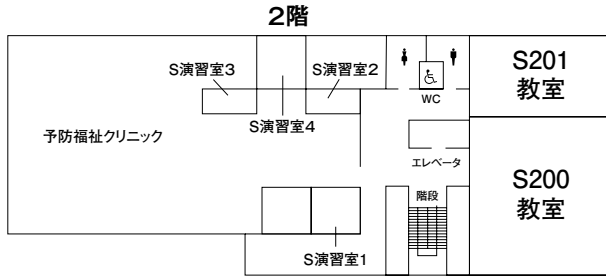 2階
S演習室3
S演習室2
S201
教室
WC
S演習室4
予防福祉クリニック
エレベータ
S200
教室
階段
S演習室1